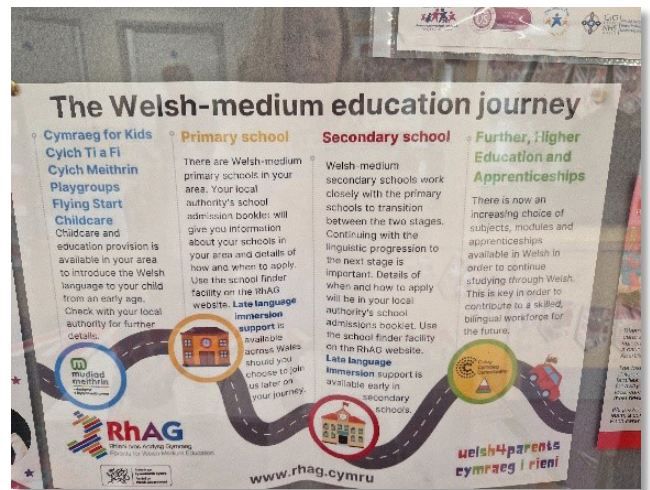 The Welsh-medium education journey
Cymraeg for Kids
Cylch Ti a Fi
Cylch Meithrin
Playgroups
Flying Start
Childcare
Childcare and
education provision is
available in your area
to introduce the Welsh
language to your child
from an early age.
Check with your local
authority for further
details.
mudiad
meithrin
Primary school
There are Welsh-medium
primary schools in your
area. Your local
authority's school
admission booklet will
give you information
about your schools in
your area and details of
how and when to apply.
Use the school finder
facility on the RhAG
website. Late language
immersion
support is
available
across Wales
should you
choose to join
us later on
your journey.
Secondary school
Welsh-medium
secondary schools work
closely with the primary
schools to transition
between the two stages.
Continuing with the
linguistic progression to
the next stage is
important. Details of
when and how to apply
will be in your local
authority's school
admissions booklet. Use
the school finder facility
on the RhAG website.
Late language
immersion support is
available early in
secondary
schools.
Further, Higher
Education and
Apprenticeships
There is now an
increasing choice of
subjects, modules and
apprenticeships
available in Welsh in
order to continue
studying through Welsh.
This is key in order to
contribute to a skilled,
bilingual workforce for
the future.
RhAG
Rhieni dros Addysg Gymraeg
Parents for Welsh Medium Education
www.rhag.cymru
welsh4parents
cymraeg i rieni